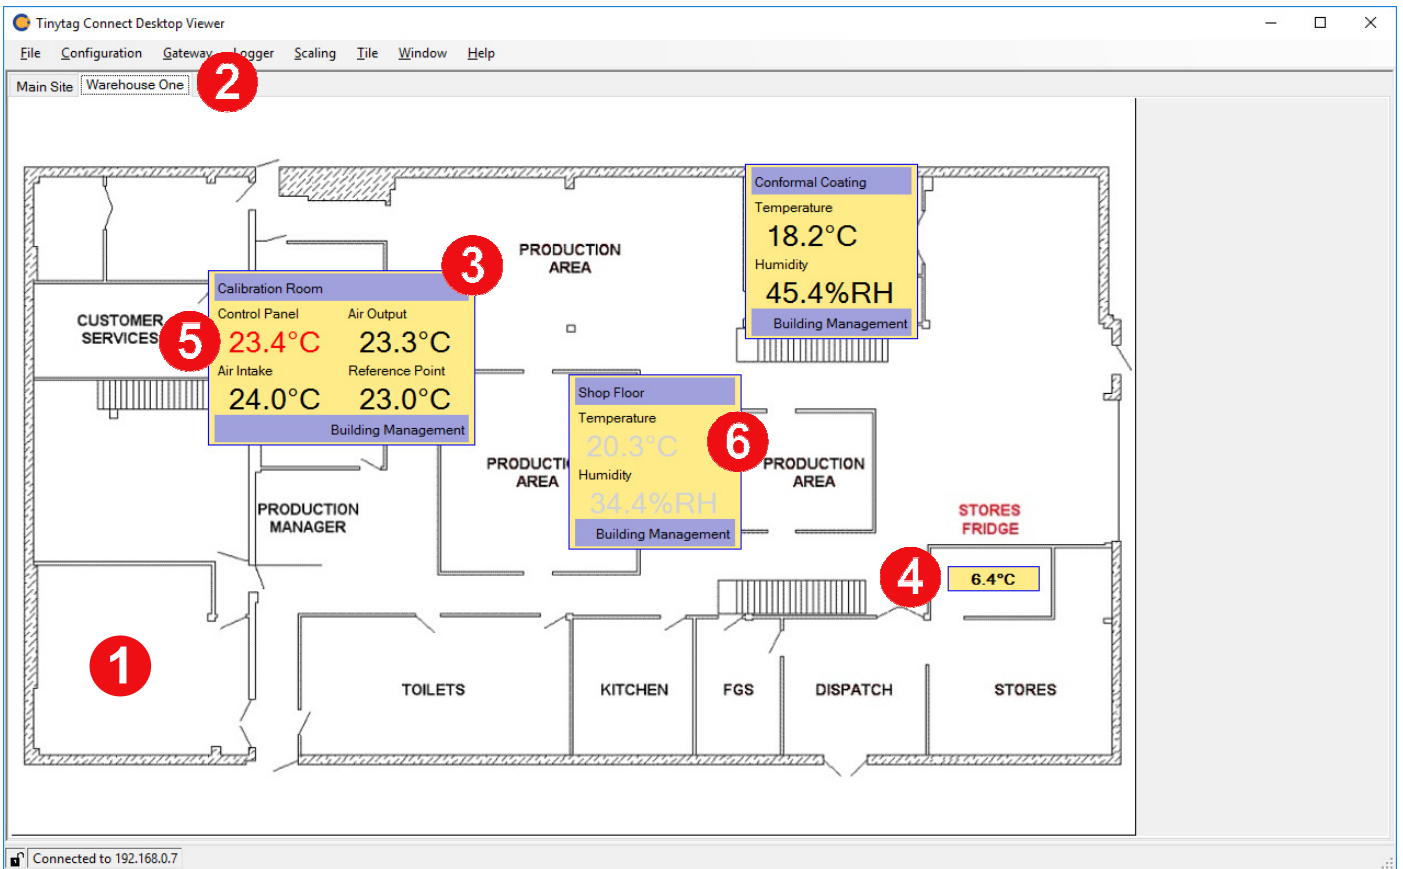 Tinytag Connect Desktop Viewer
File Configuration Gateway Logger Scaling Tile Window Help
Main Site Warehouse One
2
Conformal Coating
Temperature
18.2°C
Humidity
45.4%RH
Building Management
PRODUCTION
AREA
3
Calibration Room
Control Panel Air Output
23.4°C 23.3°C
Air Intake Reference Point
24.0°C 23.0°C
Building Management
CUSTOMER
SERVICES
5
Shop Floor
Temperature
20.3°C
Humidity
34.4%RH
Building Management
6
PRODUCTI
AREA
PRODUCTION
AREA
PRODUCTION
MANAGER
STORES
FRIDGE
4
6.4°C
1
TOILETS
KITCHEN
FGS
DISPATCH
STORES
Connected to 192.168.0.7